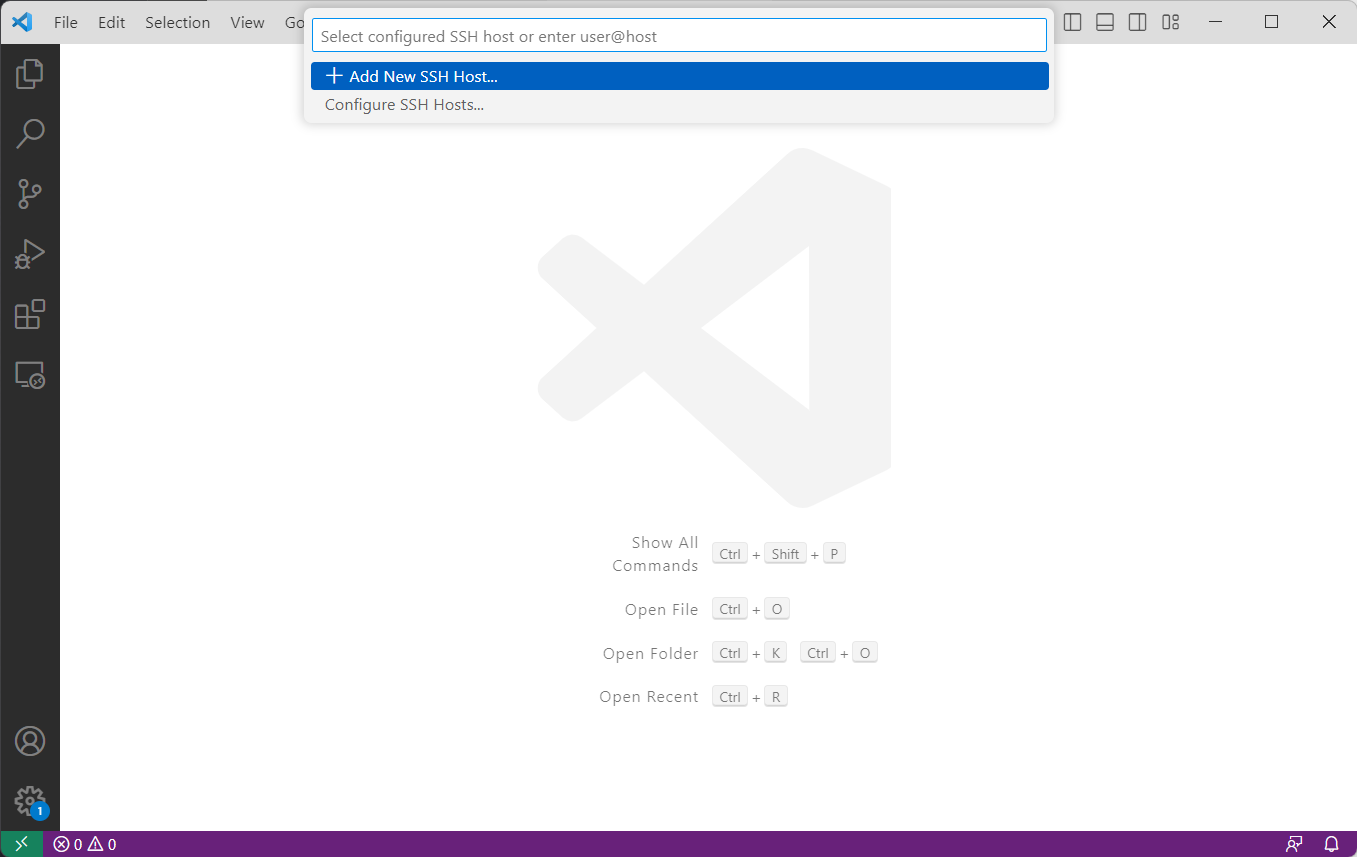 File Edit Selection View Go
Select configured SSH host or enter user@host
Add New SSH Host...
Configure SSH Hosts...
Show All Commands Ctrl + Shift + P
Open File Ctrl + O
Open Folder Ctrl + K Ctrl + O
Open Recent Ctrl + R
1
0 0